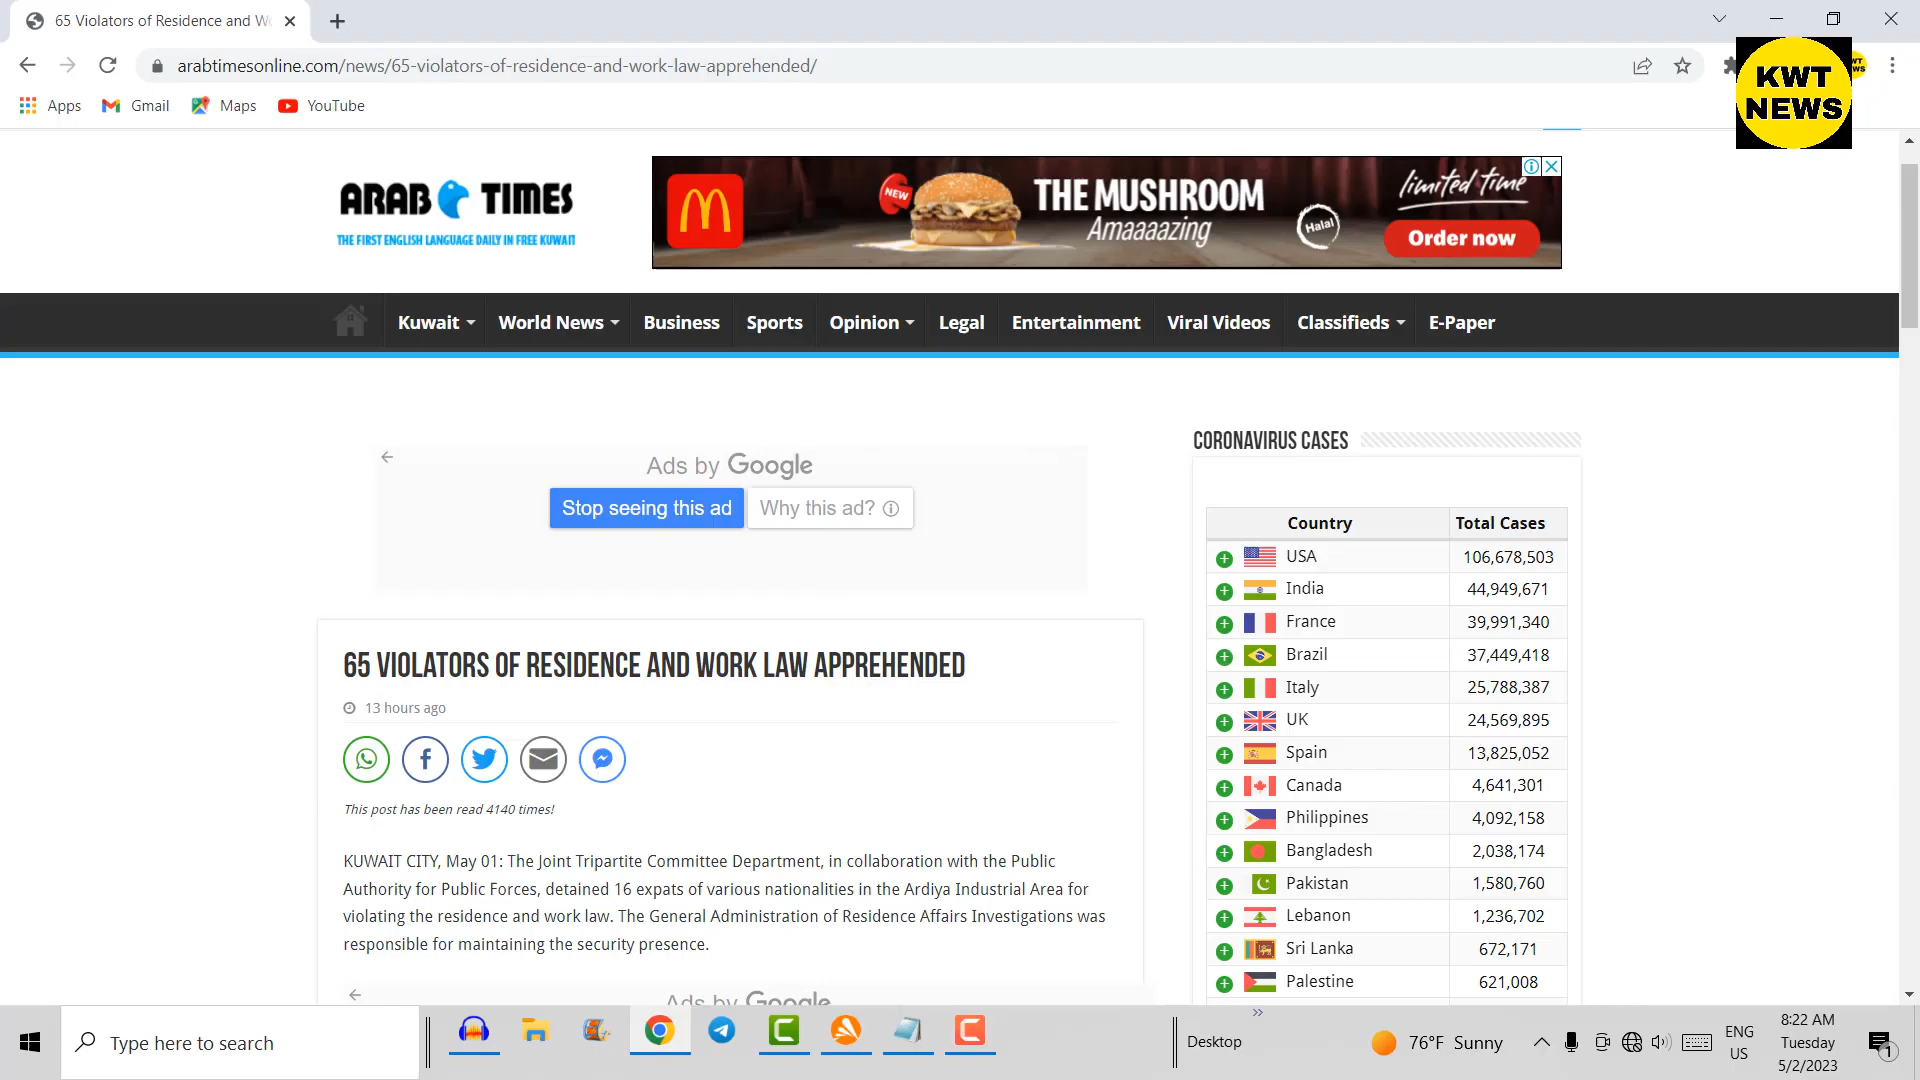 65 Violators of Residence and W
arabtimesonline.com/news/65-violators-of-residence-and-work-law-apprehended/
Apps
Gmail
Maps
YouTube
KWT
NEWS
ARAB TIMES
THE FIRST ENGLISH LANGUAGE DAILY IN FREE KUWAIT
NEW
THE MUSHROOM
Amaaaazing
Halal
limited time
Order now
Kuwait
World News
Business
Sports
Opinion
Legal
Entertainment
Viral Videos
Classifieds
E-Paper
Ads by Google
Stop seeing this ad
Why this ad?
65 VIOLATORS OF RESIDENCE AND WORK LAW APPREHENDED
13 hours ago
This post has been read 4140 times!
KUWAIT CITY, May 01: The Joint Tripartite Committee Department, in collaboration with the Public
Authority for Public Forces, detained 16 expats of various nationalities in the Ardiya Industrial Area for
violating the residence and work law. The General Administration of Residence Affairs Investigations was
responsible for maintaining the security presence.
Ads by Google
CORONAVIRUS CASES
Country Total Cases
USA 106,678,503
India 44,949,671
France 39,991,340
Brazil 37,449,418
Italy 25,788,387
UK 24,569,895
Spain 13,825,052
Canada 4,641,301
Philippines 4,092,158
Bangladesh 2,038,174
Pakistan 1,580,760
Lebanon 1,236,702
Sri Lanka 672,171
Palestine 621,008
Type here to search
Desktop
76°F Sunny
ENG
US
8:22 AM
Tuesday
5/2/2023
1